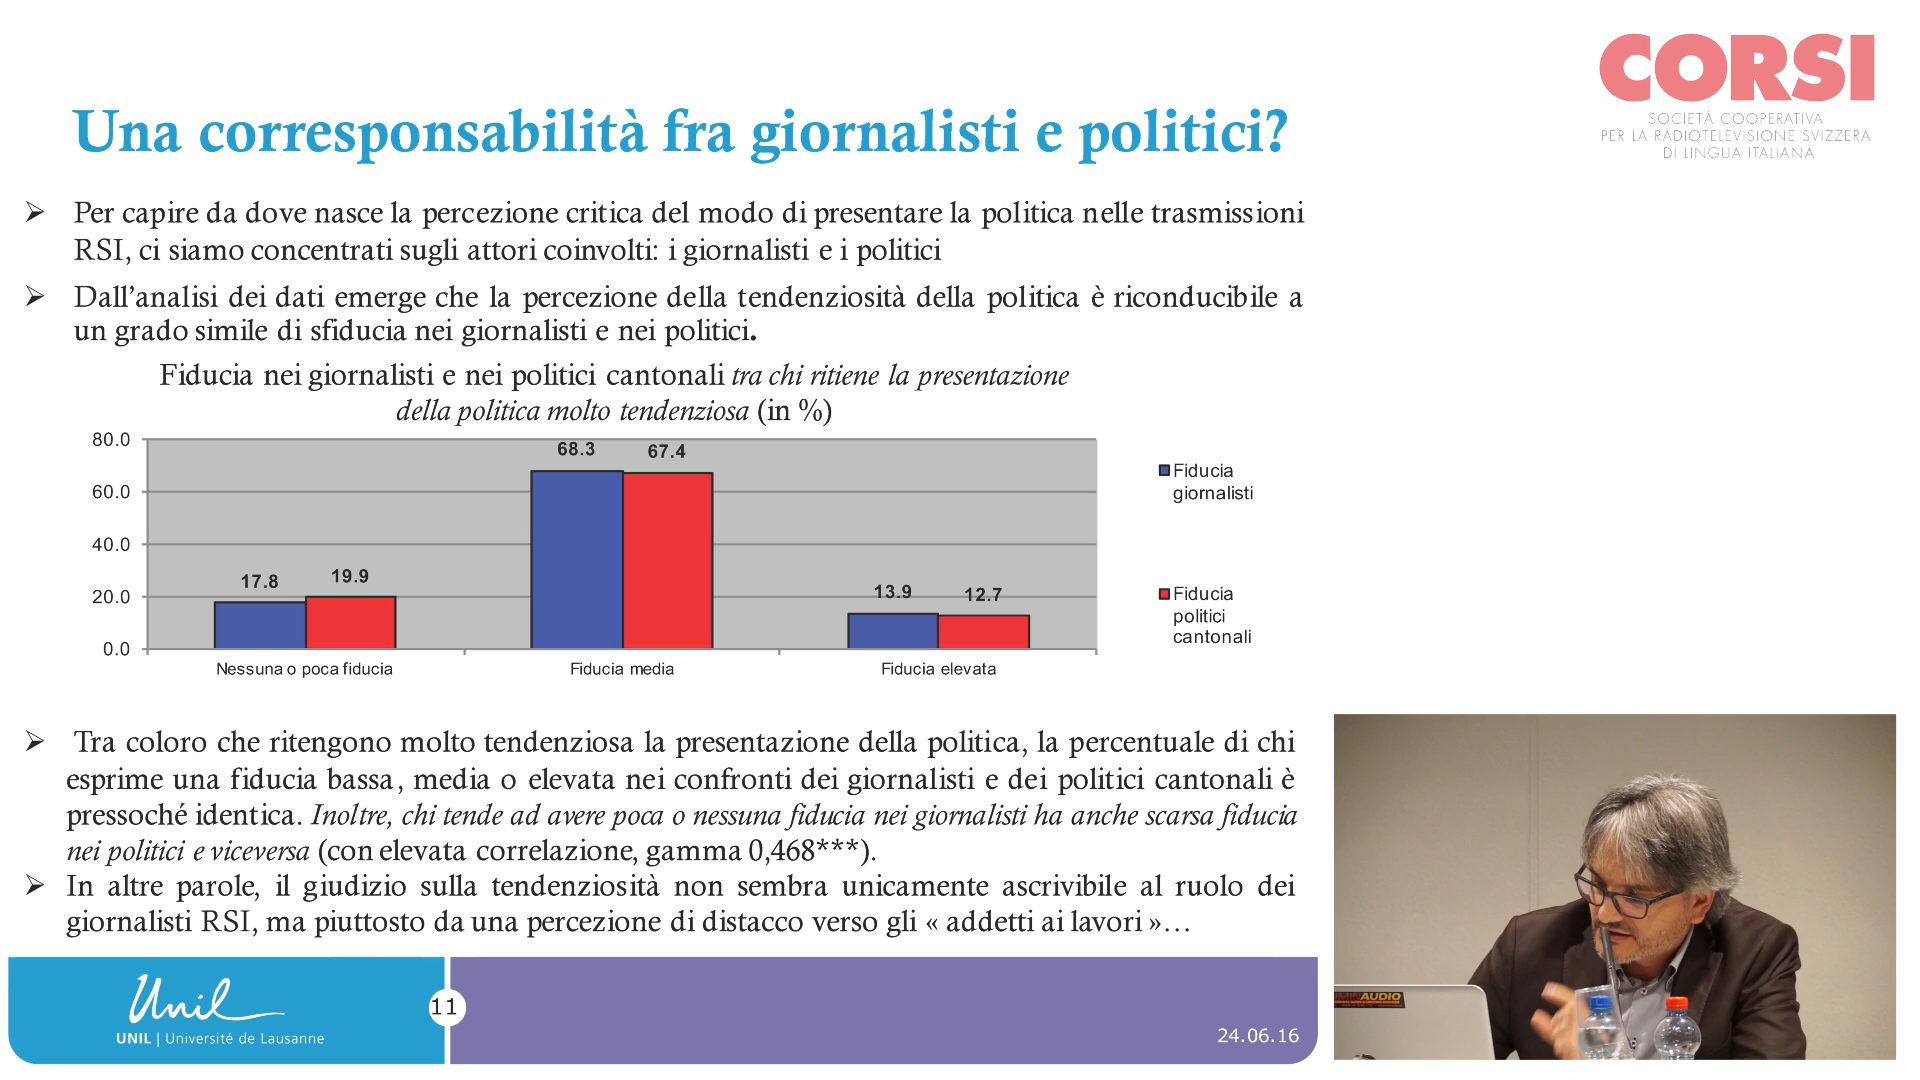 CORSI
SOCIETÀ COOPERATIVA
PER LA RADIOTELEVISIONE SVIZZERA
DI LINGUA ITALIANA
Una corresponsabilità fra giornalisti e politici?
➢ Per capire da dove nasce la percezione critica del modo di presentare la politica nelle trasmissioni
RSI, ci siamo concentrati sugli attori coinvolti: i giornalisti e i politici
➢ Dall'analisi dei dati emerge che la percezione della tendenziosità della politica è riconducibile a
un grado simile di sfiducia nei giornalisti e nei politici.
Fiducia nei giornalisti e nei politici cantonali tra chi ritiene la presentazione
della politica molto tendenziosa (in %)
80.0
60.0
40.0
20.0
0.0
17.8
19.9
68.3
67.4
13.9
12.7
Nessuna o poca fiducia
Fiducia media
Fiducia elevata
Fiducia
giornalisti
Fiducia
politici
cantonali
➢ Tra coloro che ritengono molto tendenziosa la presentazione della politica, la percentuale di chi
esprime una fiducia bassa, media o elevata nei confronti dei giornalisti e dei politici cantonali è
pressoché identica. Inoltre, chi tende ad avere poca o nessuna fiducia nei giornalisti ha anche scarsa fiducia
nei politici e viceversa (con elevata correlazione, gamma 0,468***).
➢ In altre parole, il giudizio sulla tendenziosità non sembra unicamente ascrivibile al ruolo dei
giornalisti RSI, ma piuttosto da una percezione di distacco verso gli « addetti ai lavori »…
Unil
UNIL | Université de Lausanne
11
24.06.16